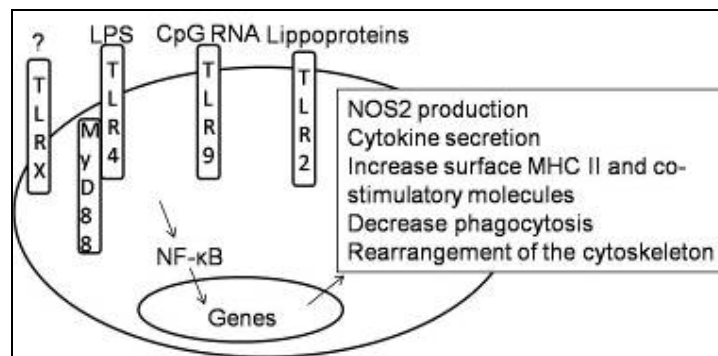 ?
LPS
CpG RNA
Lippoproteins
TLRX
MyD88
TLR4
TLR9
TLR2
NOS2 production
Cytokine secretion
Increase surface MHC II and co-
stimulatory molecules
Decrease phagocytosis
Rearrangement of the cytoskeleton
NF-κB
Genes